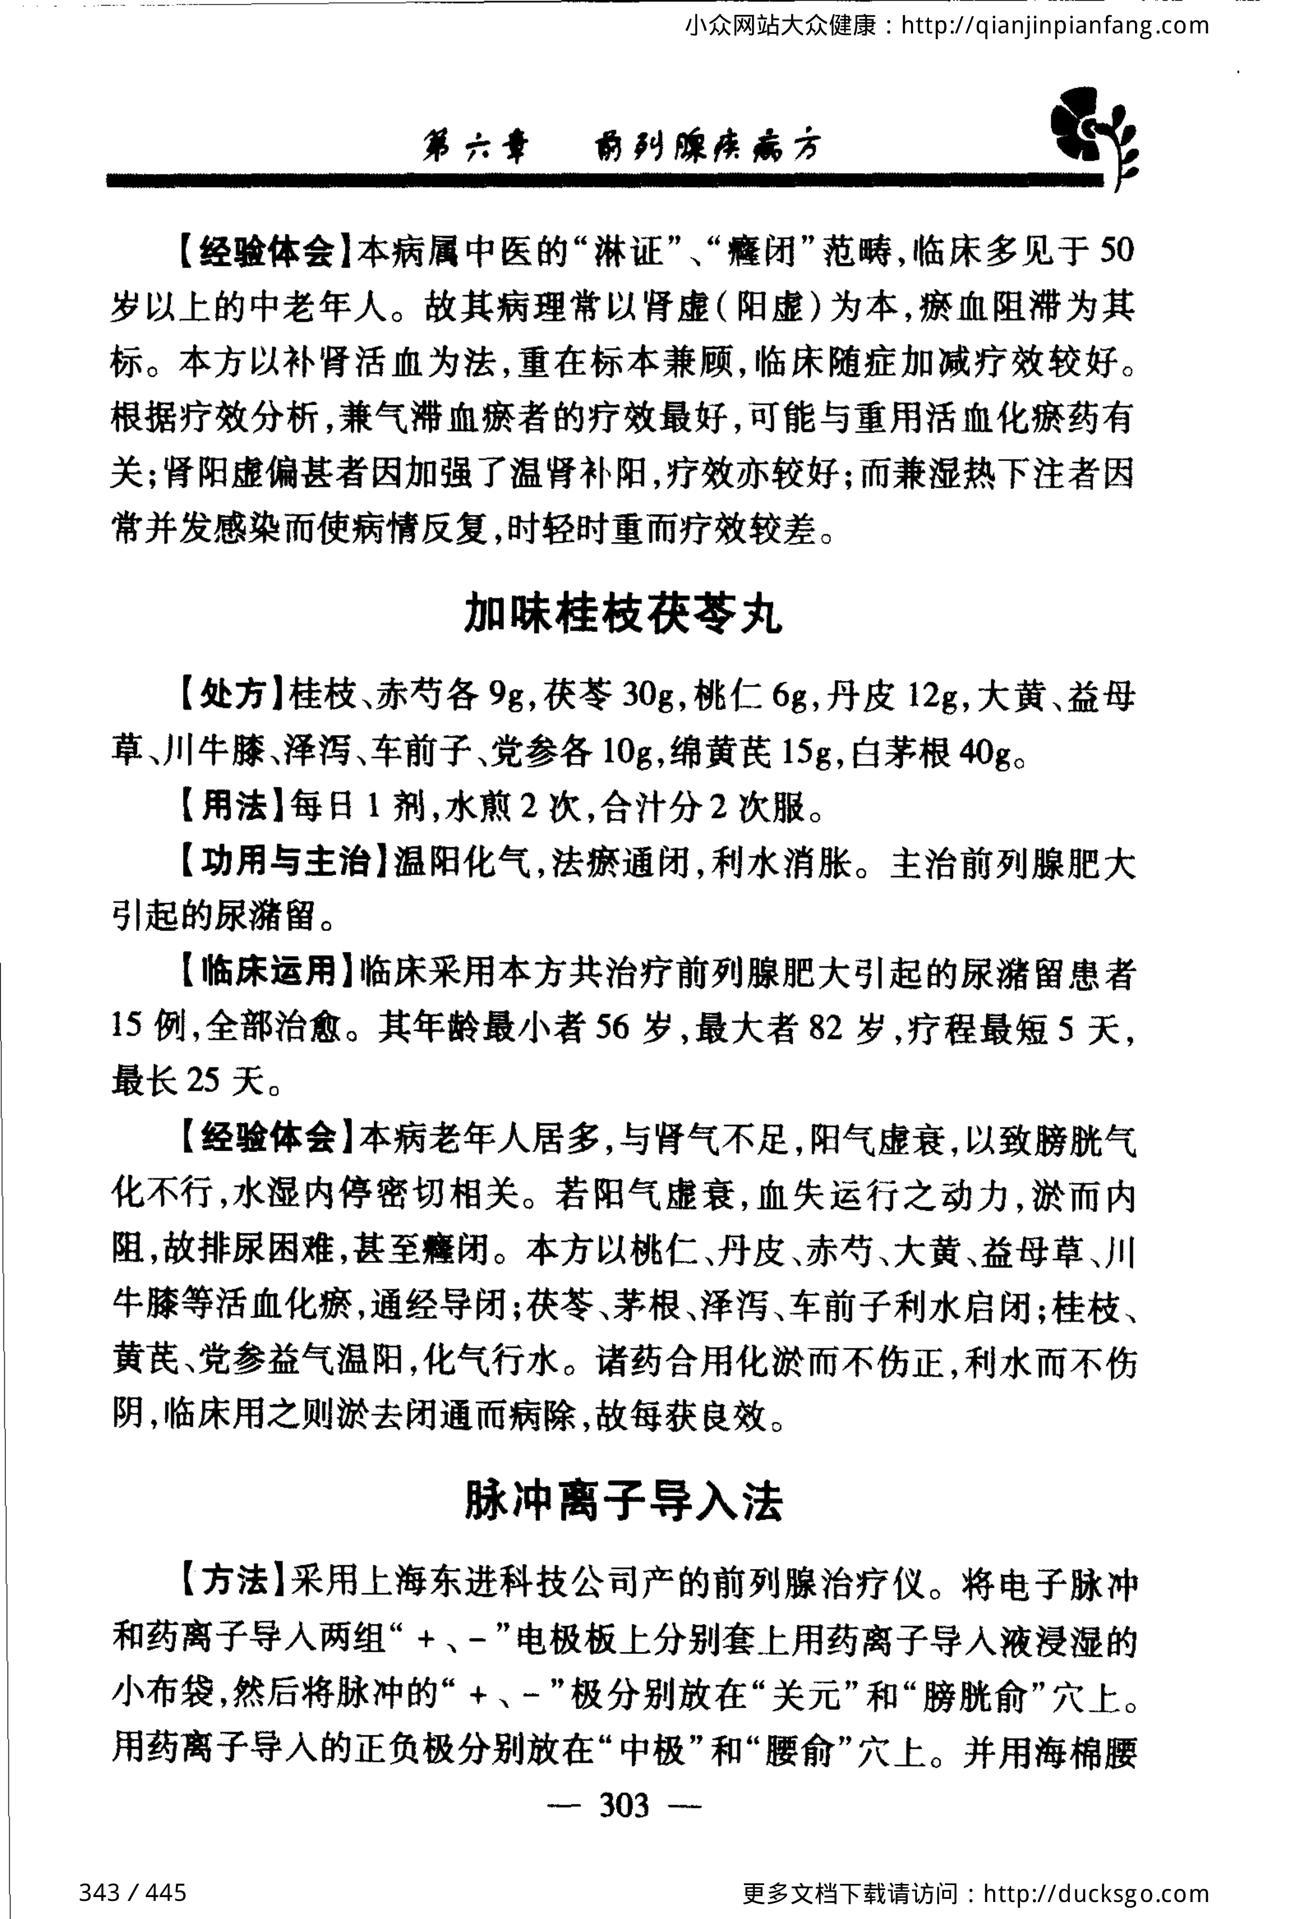 小众网站大众健康：http://qianjinpianfang.com
第六章 前列腺疾病方
【经验体会】本病属中医的“淋证”、“癃闭”范畴,临床多见于 50
岁以上的中老年人。故其病理常以肾虚(阳虚)为本,瘀血阻滞为其
标。本方以补肾活血为法,重在标本兼顾,临床随症加减疗效较好。
根据疗效分析,兼气滞血瘀者的疗效最好,可能与重用活血化瘀药有
关;肾阳虚偏甚者因加强了温肾补阳,疗效亦较好;而兼湿热下注者因
常并发感染而使病情反复,时轻时重而疗效较差。
加味桂枝茯苓丸
【处方】桂枝、赤芍各 9g,茯苓 30g,桃仁 6g,丹皮 12g,大黄、益母
草、川牛膝、泽泻、车前子、党参各 10g,绵黄芪 15g,白茅根 40g。
【用法】每日 1 剂,水煎 2 次,合汁分 2 次服。
【功用与主治】温阳化气,法瘀通闭,利水消胀。主治前列腺肥大
引起的尿潴留。
【临床运用】临床采用本方共治疗前列腺肥大引起的尿潴留患者
15 例,全部治愈。其年龄最小者 56 岁,最大者 82 岁,疗程最短 5 天,
最长 25 天。
【经验体会】本病老年人居多,与肾气不足,阳气虚衰,以致膀胱气
化不行,水湿内停密切相关。若阳气虚衰,血失运行之动力,淤而内
阻,故排尿困难,甚至癃闭。本方以桃仁、丹皮、赤芍、大黄、益母草、川
牛膝等活血化瘀,通经导闭;茯苓、茅根、泽泻、车前子利水启闭;桂枝、
黄芪、党参益气温阳,化气行水。诸药合用化淤而不伤正,利水而不伤
阴,临床用之则淤去闭通而病除,故每获良效。
脉冲离子导入法
【方法】采用上海东进科技公司产的前列腺治疗仪。将电子脉冲
和药离子导入两组“＋、－”电极板上分别套上用药离子导入液浸湿的
小布袋,然后将脉冲的“＋、－”极分别放在“关元”和“膀胱俞”穴上。
用药离子导入的正负极分别放在“中极”和“腰俞”穴上。并用海棉腰
— 303 —
343 / 445
更多文档下载请访问：http://ducksgo.com